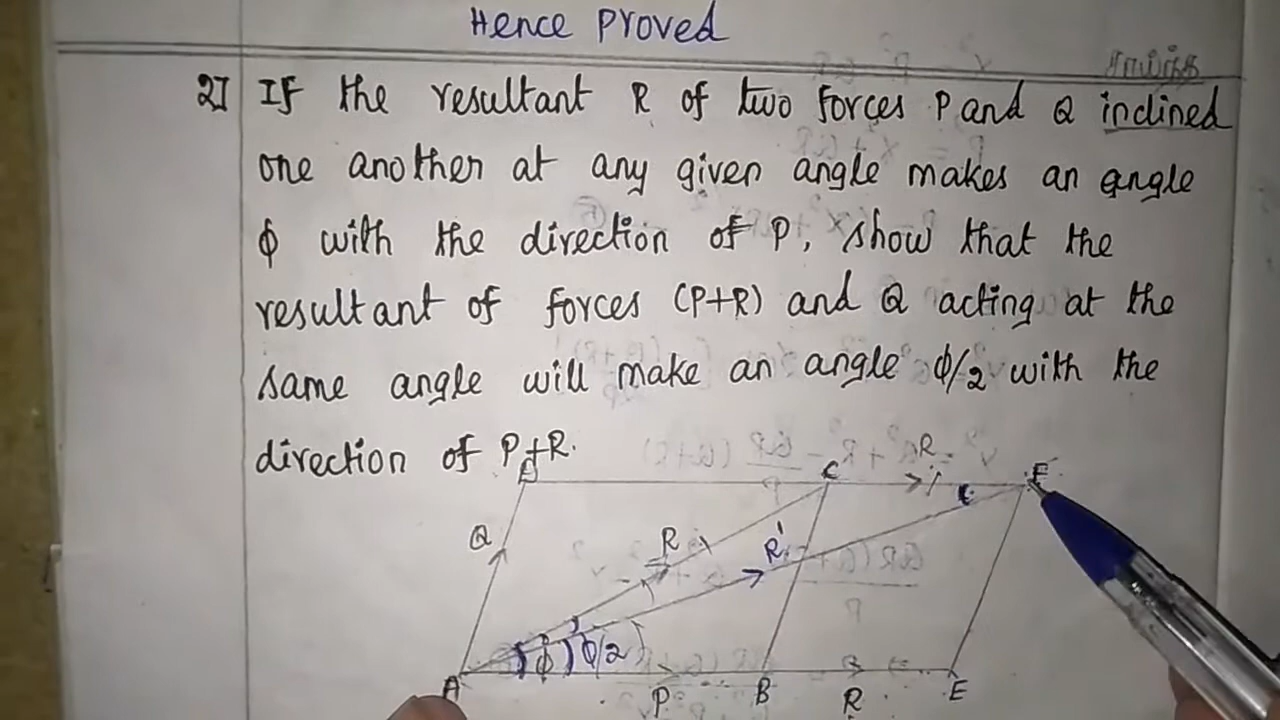 Hence Proved
2] If the resultant R of two forces P and Q inclined
one another at any given angle makes an angle
φ with the direction of P, show that the
resultant of forces (P+R) and Q acting at the
same angle will make an angle φ/2 with the
direction of P+R.
D C R F
Q R R'
φ φ/2
A P B R E